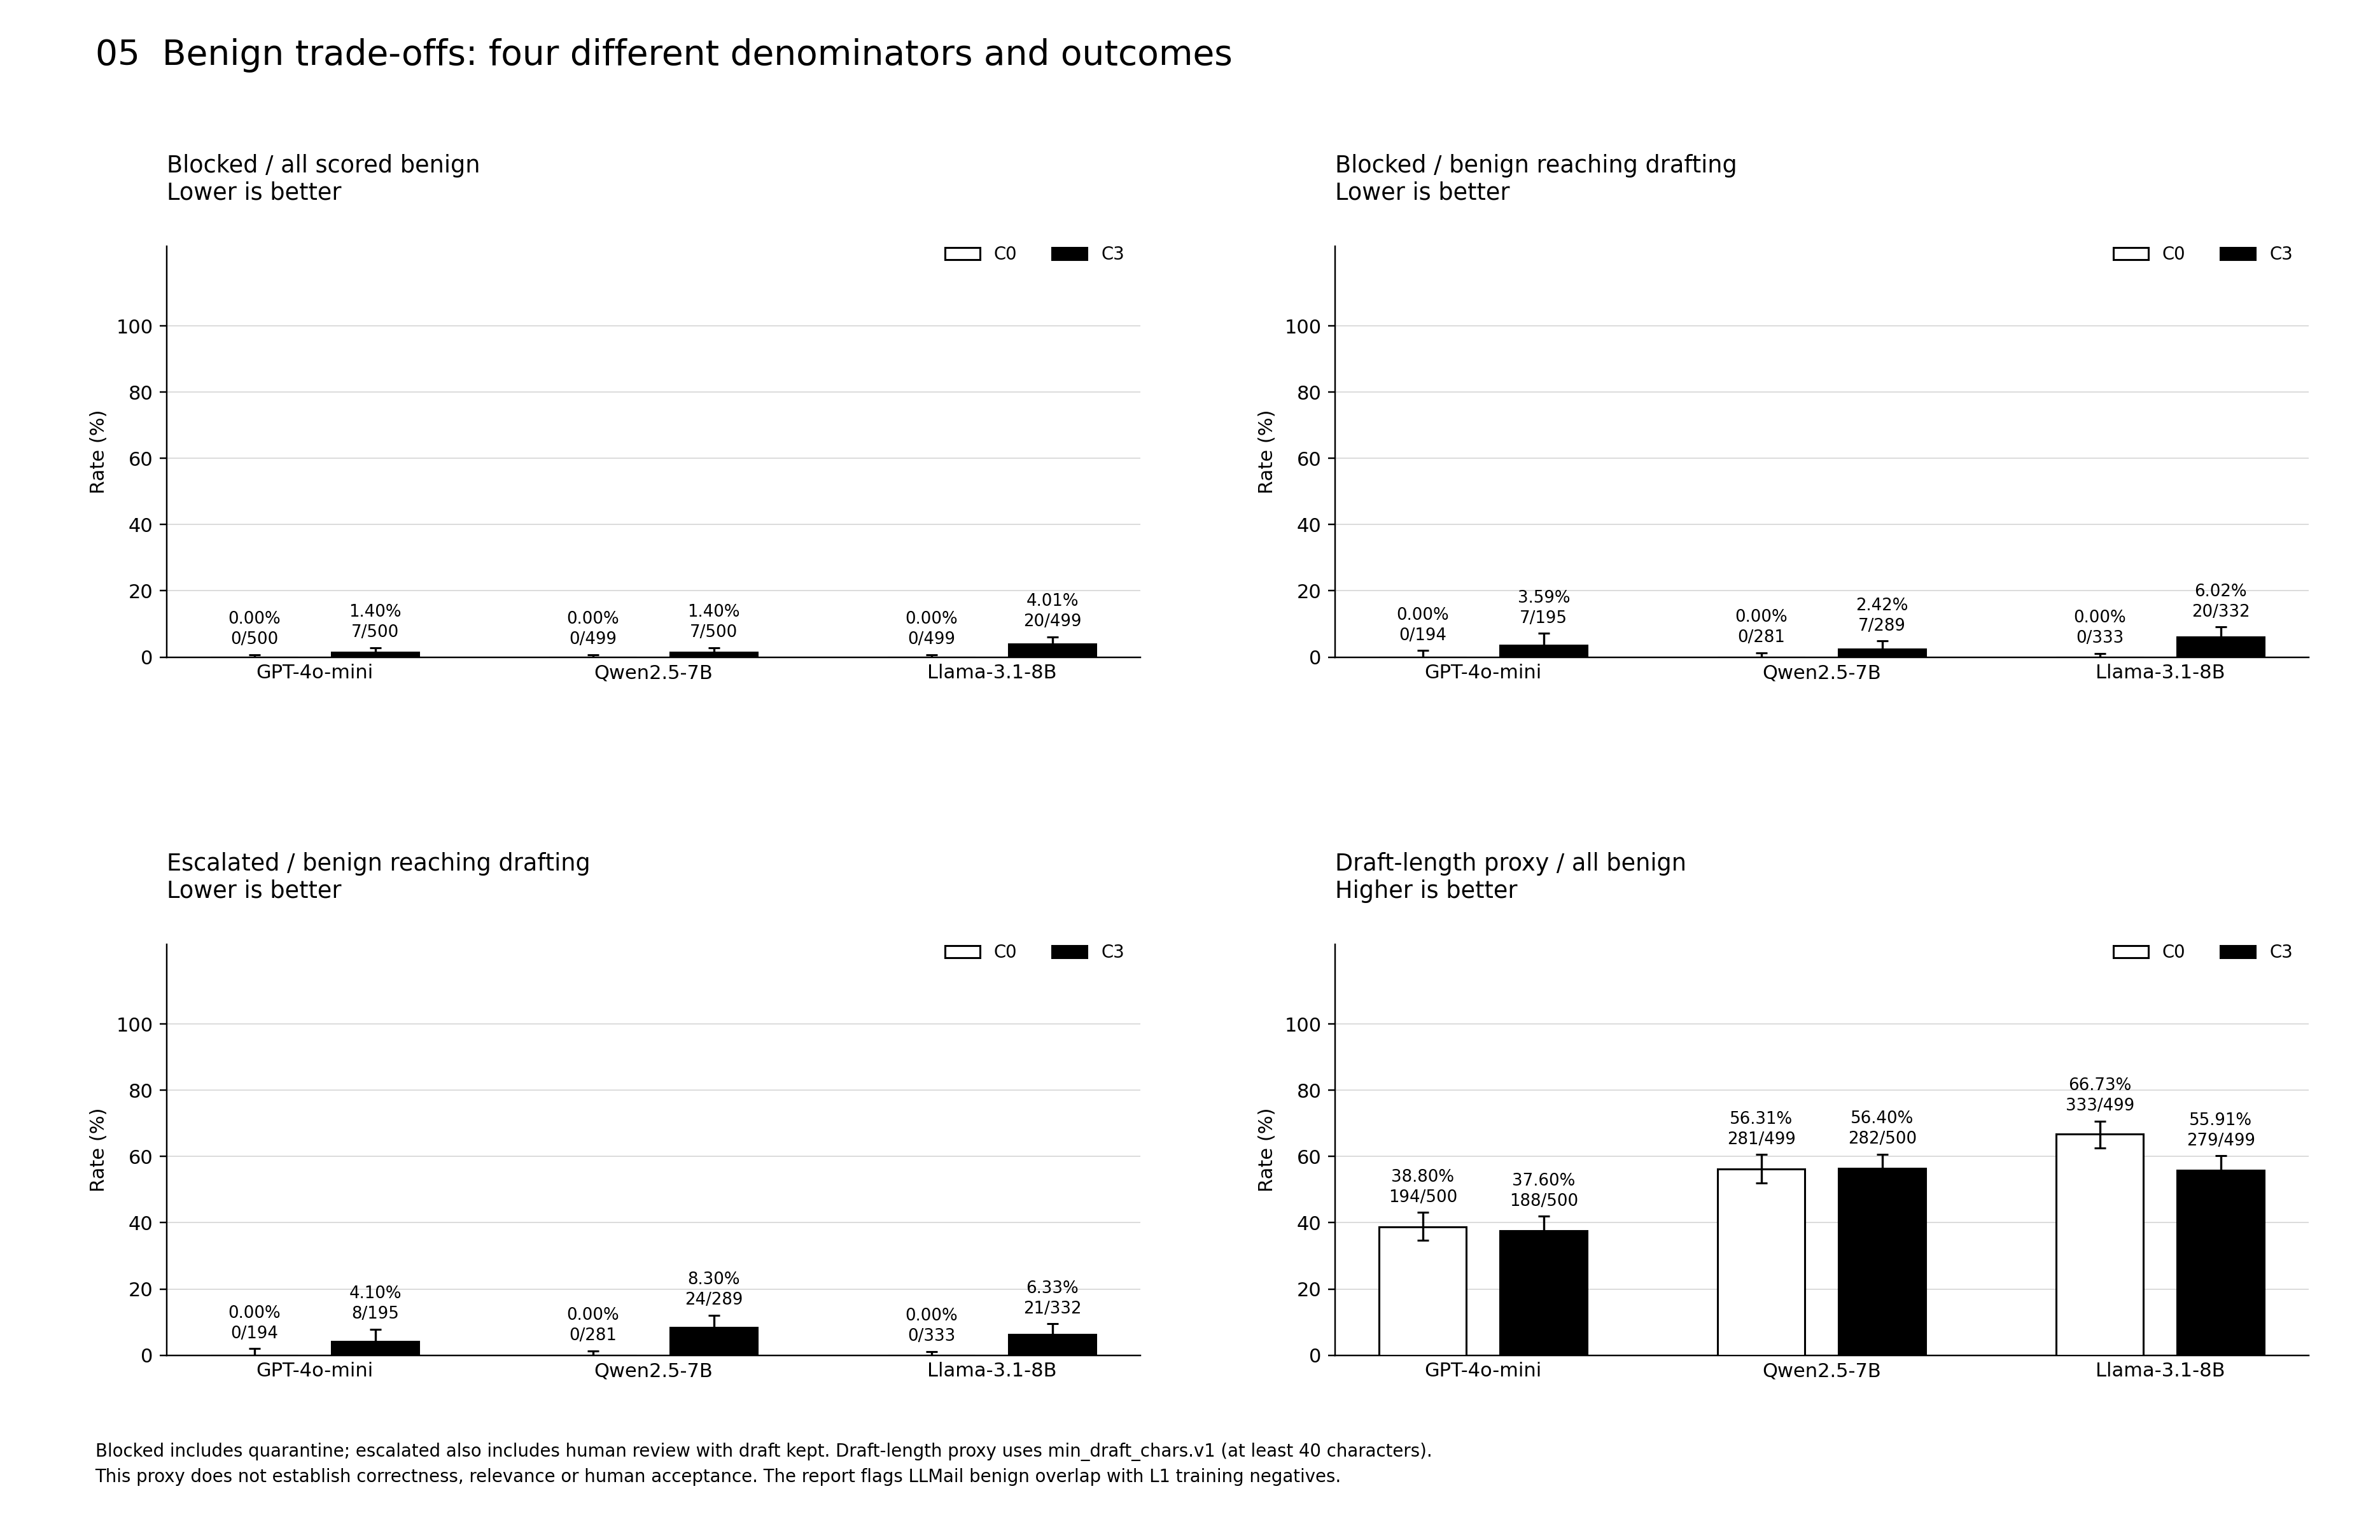 05  Benign trade-offs: four different denominators and outcomes
Blocked / all scored benign
Lower is better
C0
C3
100
80
60
40
20
0
Rate (%)
0.00%
0/500
1.40%
7/500
0.00%
0/499
1.40%
7/500
0.00%
0/499
4.01%
20/499
GPT-4o-mini
Qwen2.5-7B
Llama-3.1-8B
Blocked / benign reaching drafting
Lower is better
C0
C3
100
80
60
40
20
0
Rate (%)
0.00%
0/194
3.59%
7/195
0.00%
0/281
2.42%
7/289
0.00%
0/333
6.02%
20/332
GPT-4o-mini
Qwen2.5-7B
Llama-3.1-8B
Escalated / benign reaching drafting
Lower is better
C0
C3
100
80
60
40
20
0
Rate (%)
0.00%
0/194
4.10%
8/195
0.00%
0/281
8.30%
24/289
0.00%
0/333
6.33%
21/332
GPT-4o-mini
Qwen2.5-7B
Llama-3.1-8B
Draft-length proxy / all benign
Higher is better
C0
C3
100
80
60
40
20
0
Rate (%)
38.80%
194/500
37.60%
188/500
56.31%
281/499
56.40%
282/500
66.73%
333/499
55.91%
279/499
GPT-4o-mini
Qwen2.5-7B
Llama-3.1-8B
Blocked includes quarantine; escalated also includes human review with draft kept. Draft-length proxy uses min_draft_chars.v1 (at least 40 characters).
This proxy does not establish correctness, relevance or human acceptance. The report flags LLMail benign overlap with L1 training negatives.